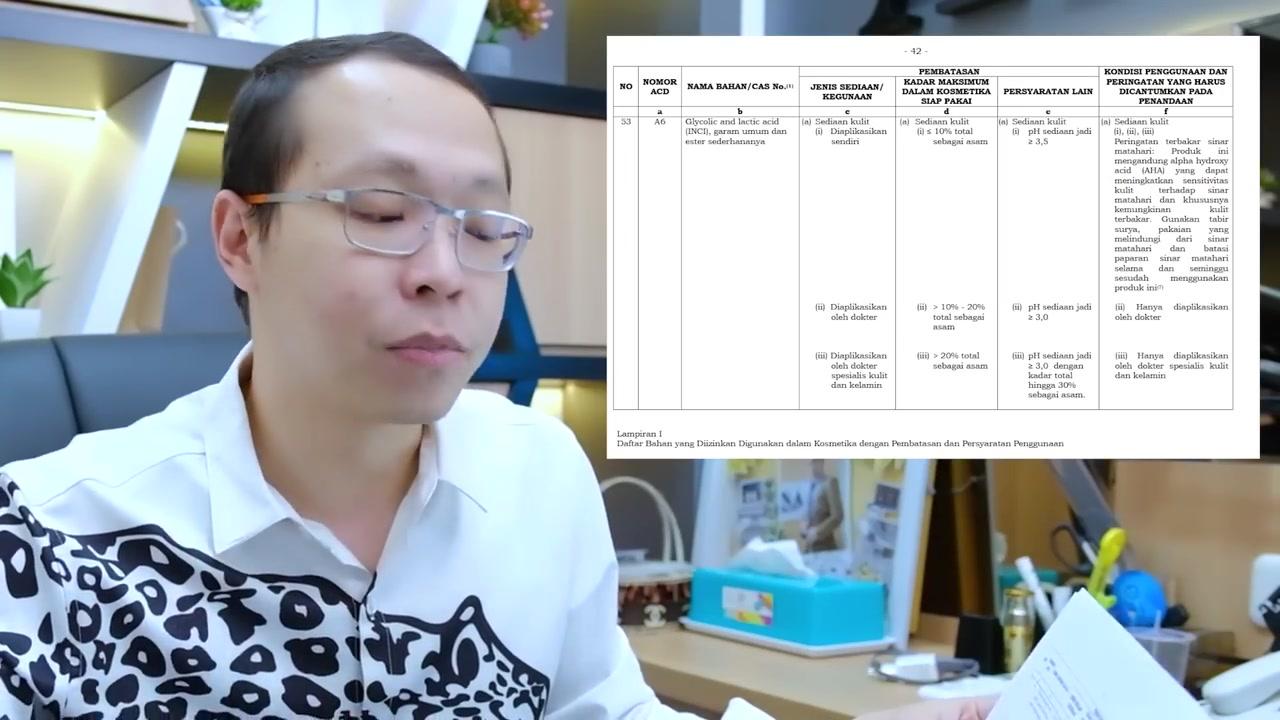 - 42 -
NO
NOMOR
ACD
NAMA BAHAN/CAS No.(1)
PEMBATASAN
JENIS SEDIAAN/
KEGUNAAN
KADAR MAKSIMUM
DALAM KOSMETIKA
SIAP PAKAI
PERSYARATAN LAIN
KONDISI PENGGUNAAN DAN
PERINGATAN YANG HARUS
DICANTUMKAN PADA
PENANDAAN
a b c d e f
53
A6
Glycolic and lactic acid
(INCI), garam umum dan
ester sederhananya
(a) Sediaan kulit
(i) Diaplikasikan
sendiri
(a) Sediaan kulit
(i) ≤ 10% total
sebagai asam
(a) Sediaan kulit
(i) pH sediaan jadi
≥ 3,5
(a) Sediaan kulit
(i), (ii), (iii)
Peringatan terbakar sinar
matahari: Produk ini
mengandung alpha hydroxy
acid (AHA) yang dapat
meningkatkan sensitivitas
kulit terhadap sinar
matahari dan khususnya
kemungkinan kulit
terbakar. Gunakan tabir
surya, pakaian yang
melindungi dari sinar
matahari dan batasi
paparan sinar matahari
selama dan seminggu
sesudah menggunakan
produk ini(7)
(ii) Diaplikasikan
oleh dokter
(ii) > 10% - 20%
total sebagai
asam
(ii) pH sediaan jadi
≥ 3,0
(ii) Hanya diaplikasikan
oleh dokter
(iii) Diaplikasikan
oleh dokter
spesialis kulit
dan kelamin
(iii) > 20% total
sebagai asam
(iii) pH sediaan jadi
≥ 3,0 dengan
kadar total
hingga 30%
sebagai asam.
(iii) Hanya diaplikasikan
oleh dokter spesialis kulit
dan kelamin
Lampiran I
Daftar Bahan yang Diizinkan Digunakan dalam Kosmetika dengan Pembatasan dan Persyaratan Penggunaan